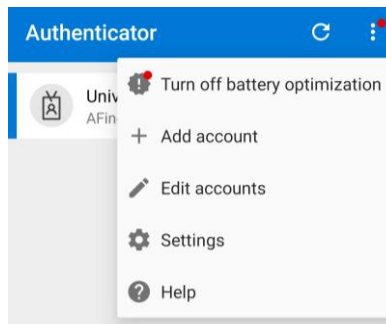 Authenticator
Turn off battery optimization
Univ
AFin
Add account
Edit accounts
Settings
Help